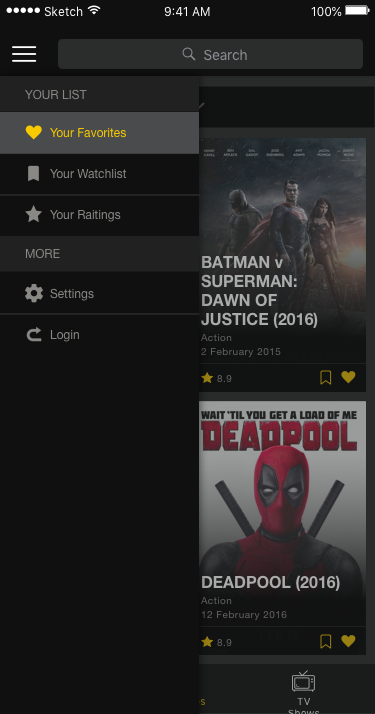 Sketch 9:41 AM 100%
Search
YOUR LIST
Your Favorites
Your Watchlist
Your Raitings
MORE
Settings
Login
BATMAN v
SUPERMAN:
DAWN OF
JUSTICE (2016)
Action
2 February 2015
8.9
WAIT 'TIL YOU GET A LOAD OF ME
DEADPOOL
DEADPOOL (2016)
Action
12 February 2016
8.9
s
TV
Shows